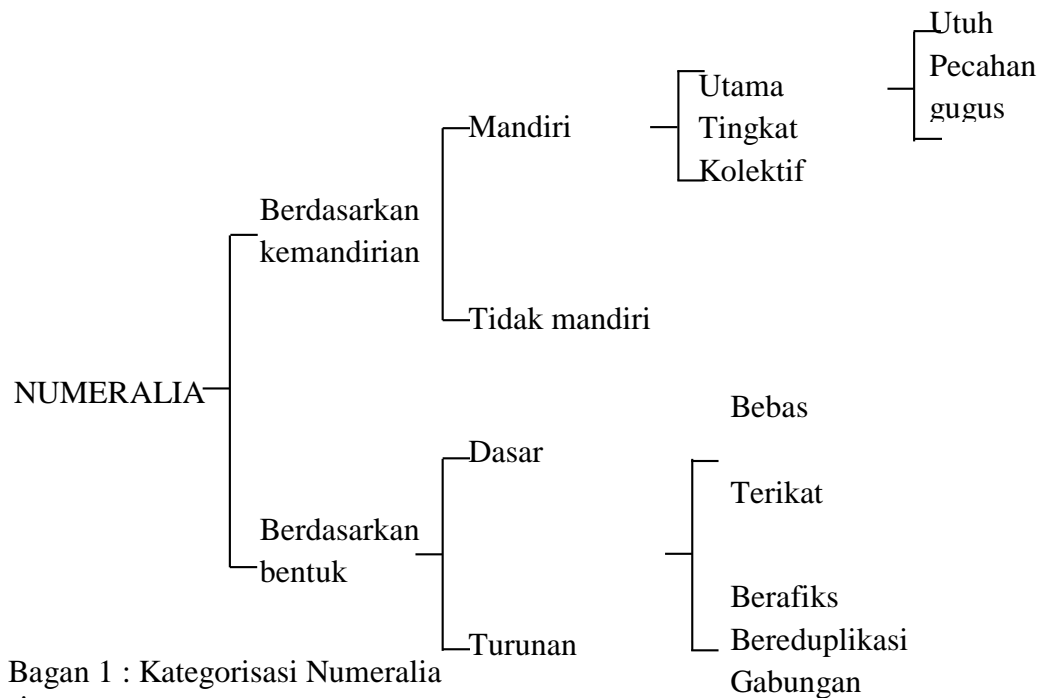 Utuh
Pecahan
gugus
Utama
Tingkat
Kolektif
Mandiri
Berdasarkan
kemandirian
Tidak mandiri
NUMERALIA
Bebas
Dasar
Terikat
Berdasarkan
bentuk
Berafiks
Turunan
Bereduplikasi
Gabungan
Bagan 1 : Kategorisasi Numeralia